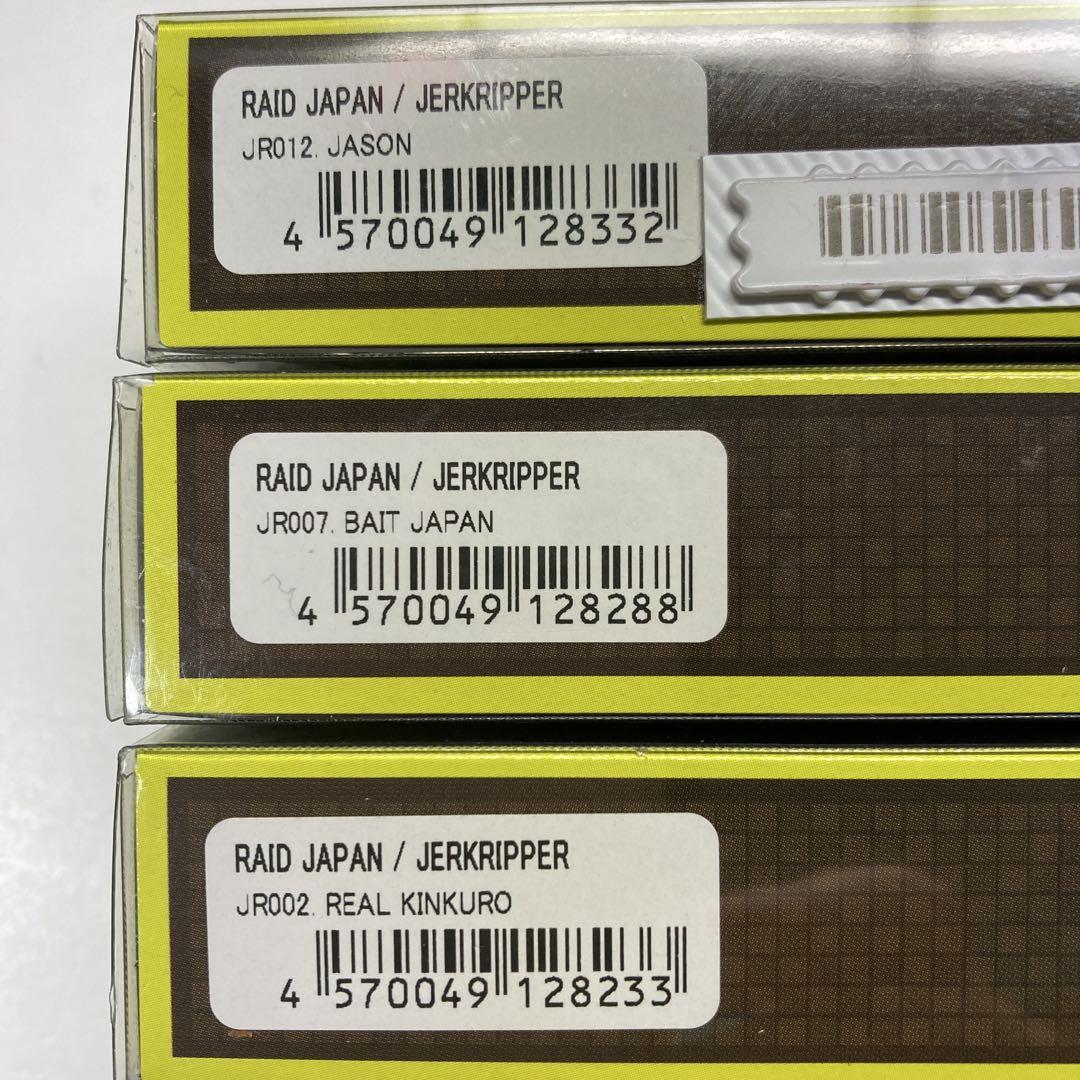 RAID JAPAN / JERKRIPPER
JR012. JASON
4 570049 128332
RAID JAPAN / JERKRIPPER
JR007. BAIT JAPAN
4 570049 128288
RAID JAPAN / JERKRIPPER
JR002. REAL KINKURO
4 570049 128233